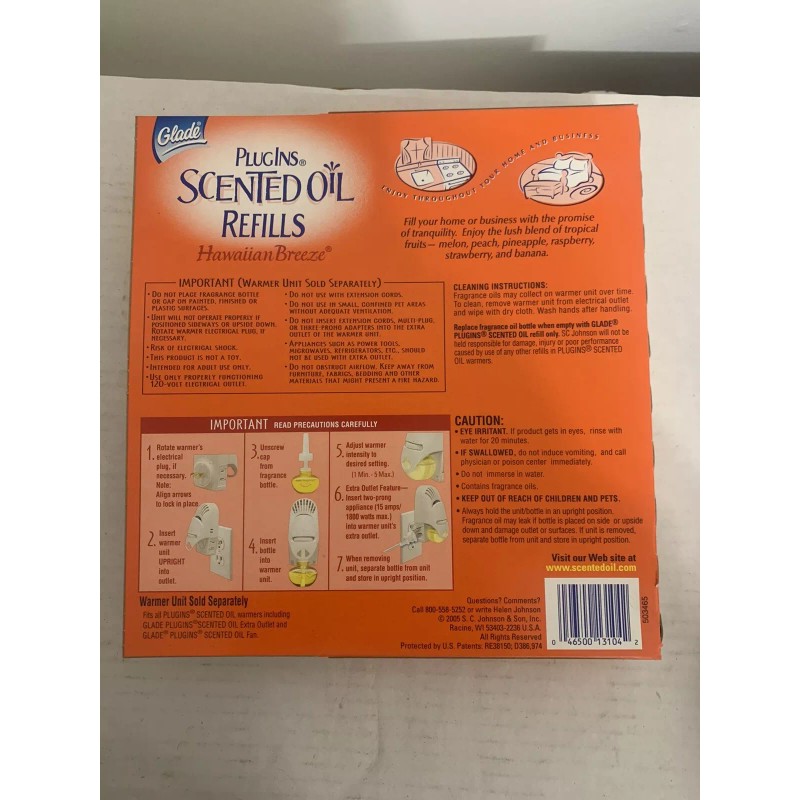 Glade®
PLUGINS®
SCENTED OIL
REFILLS
Hawaiian Breeze®
ENJOY THROUGHOUT YOUR HOME AND BUSINESS
Fill your home or business with the promise
of tranquility. Enjoy the lush blend of tropical
fruits— melon, peach, pineapple, raspberry,
strawberry, and banana.
IMPORTANT (WARMER UNIT SOLD SEPARATELY)
• DO NOT PLACE FRAGRANCE BOTTLE
OR CAP ON PAINTED, FINISHED OR
PLASTIC SURFACES.
• UNIT WILL NOT OPERATE PROPERLY IF
POSITIONED SIDEWAYS OR UPSIDE DOWN.
ROTATE WARMER ELECTRICAL PLUG, IF
NECESSARY.
• RISK OF ELECTRICAL SHOCK.
• THIS PRODUCT IS NOT A TOY.
• INTENDED FOR ADULT USE ONLY.
• USE ONLY PROPERLY FUNCTIONING
120-VOLT ELECTRICAL OUTLET.
• DO NOT USE WITH EXTENSION CORDS.
• DO NOT USE IN SMALL, CONFINED PET AREAS
WITHOUT ADEQUATE VENTILATION.
• DO NOT INSERT EXTENSION CORDS, MULTI-PLUG,
OR THREE-PRONG ADAPTERS INTO THE EXTRA
OUTLET OF THE WARMER UNIT.
• APPLIANCES SUCH AS POWER TOOLS,
MICROWAVES, REFRIGERATORS, ETC., SHOULD
NOT BE USED WITH EXTRA OUTLET.
• DO NOT OBSTRUCT AIRFLOW. KEEP AWAY FROM
FURNITURE, FABRICS, BEDDING AND OTHER
MATERIALS THAT MIGHT PRESENT A FIRE HAZARD.
CLEANING INSTRUCTIONS:
Fragrance oils may collect on warmer unit over time.
To clean, remove warmer unit from electrical outlet
and wipe with dry cloth. Wash hands after handling.
Replace fragrance oil bottle when empty with GLADE®
PLUGINS® SCENTED OIL refill only. SC Johnson will not be
held responsible for damage, injury or poor performance
caused by use of any other refills in PLUGINS® SCENTED
OIL warmers.
IMPORTANT READ PRECAUTIONS CAREFULLY
1. Rotate warmer's
electrical
plug, if
necessary.
Note:
Align arrows
to lock in place.
2. Insert
warmer
unit
UPRIGHT
into
outlet.
3. Unscrew
cap
from
fragrance
bottle.
4. Insert
bottle
into
warmer
unit.
5. Adjust warmer
intensity to
desired setting.
(1 Min. - 5 Max.)
6. Extra Outlet Feature—
Insert two-prong
appliance (15 amps/
1800 watts max.)
into warmer unit's
extra outlet.
7. When removing
unit, separate bottle from unit
and store in upright position.
CAUTION:
• EYE IRRITANT. If product gets in eyes, rinse with
water for 20 minutes.
• IF SWALLOWED, do not induce vomiting, and call
physician or poison center immediately.
• Do not immerse in water.
• Contains fragrance oils.
• KEEP OUT OF REACH OF CHILDREN AND PETS.
• Always hold the unit/bottle in an upright position.
Fragrance oil may leak if bottle is placed on side or upside
down and damage outlet or surfaces. If unit is removed,
separate bottle from unit and store in upright position.
Visit our Web site at
www.scentedoil.com
Warmer Unit Sold Separately
Fits all PLUGINS® SCENTED OIL warmers including
GLADE PLUGINS® SCENTED OIL Extra Outlet and
GLADE® PLUGINS® SCENTED OIL Fan.
Questions? Comments?
Call 800-558-5252 or write Helen Johnson
© 2005 S. C. Johnson & Son, Inc.
Racine, WI 53403-2236 U.S.A.
All Rights Reserved
Protected by U.S. Patents: RE38150; D386,974
0 46500 13104 2
503465